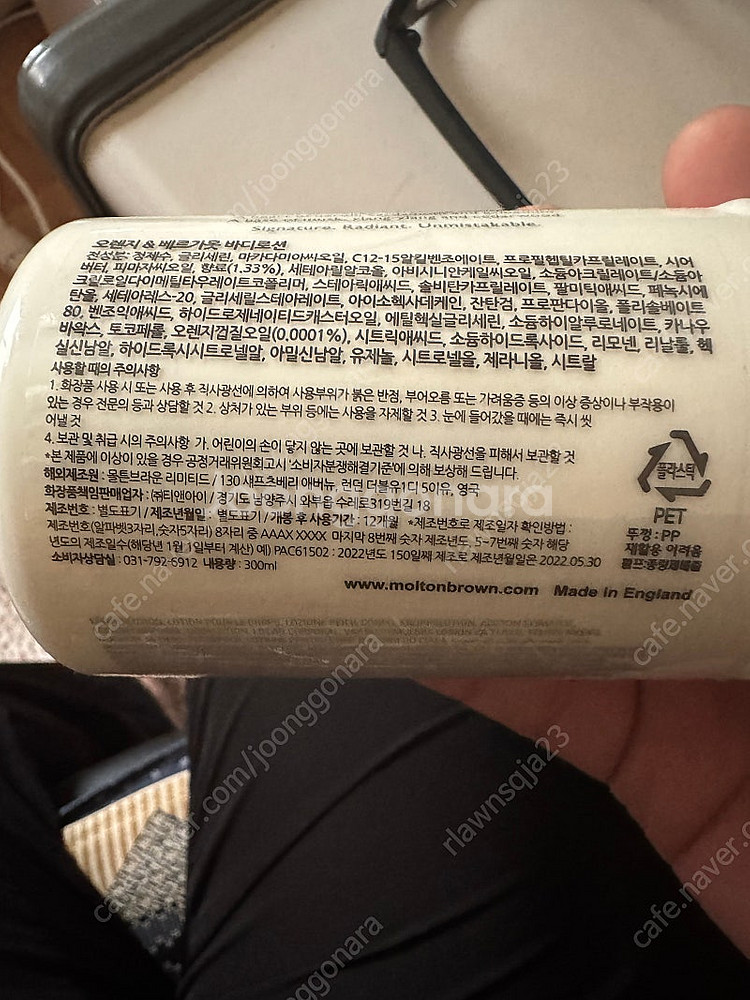 Signature. Radiant. Unmistakable.
오렌지 & 베르가못 바디로션
전성분: 정제수, 글리세린, 마카다미아씨오일, C12-15알킬벤조에이트, 프로필헵틸카프릴레이트, 시어
버터, 피마자씨오일, 향료(1.33%), 세테아릴알코올, 아비시니안케일씨오일, 소듐아크릴레이트/소듐아
크릴로일다이메틸타우레이트코폴리머, 스테아릭애씨드, 솔비탄카프릴레이트, 팔미틱애씨드, 페녹시에
탄올, 세테아레스-20, 글리세릴스테아레이트, 아이소헥사데케인, 잔탄검, 프로판다이올, 폴리솔베이트
80, 벤조익애씨드, 하이드로제네이티드캐스터오일, 에틸헥실글리세린, 소듐하이알루로네이트, 카나우
바왁스, 토코페롤, 오렌지껍질오일(0.0001%), 시트릭애씨드, 소듐하이드록사이드, 리모넨, 리날룰, 헥
실신남알, 하이드록시시트로넬알, 아밀신남알, 유제놀, 시트로넬올, 제라니올, 시트랄
사용할 때의 주의사항
1. 화장품 사용 시 또는 사용 후 직사광선에 의하여 사용부위가 붉은 반점, 부어오름 또는 가려움증 등의 이상 증상이나 부작용이
있는 경우 전문의 등과 상담할 것 2. 상처가 있는 부위 등에는 사용을 자제할 것 3. 눈에 들어갔을 때에는 즉시 씻
어낼 것
4. 보관 및 취급 시의 주의사항 가. 어린이의 손이 닿지 않는 곳에 보관할 것 나. 직사광선을 피해서 보관할 것
*본 제품에 이상이 있을 경우 공정거래위원회고시 '소비자분쟁해결기준'에 의해 보상해 드립니다.
해외제조원 : 몰튼브라운 리미티드 / 130 섀프츠베리 애버뉴, 런던 더블유1디 5이유, 영국
화장품책임판매업자 : (주)티앤아이 / 경기도 남양주시 와부읍 수레로319번길 18
제조번호 : 별도표기 / 제조년월일 : 별도표기 / 개봉 후 사용기간 : 12개월 *제조번호로 제조일자 확인방법 :
제조번호(알파벳3자리,숫자5자리) 8자리 중 AAAX XXXX 마지막 8번째 숫자 제조년도, 5~7번째 숫자 해당
년도의 제조일수(해당년 1월 1일부터 계산) 예) PAC61502 : 2022년도 150일째 제조로 제조년월일은 2022.05.30
소비자상담실 : 031-792-6912 내용량 : 300ml
플라스틱
PET
뚜껑 : PP
재활용 어려움
www.moltonbrown.com Made in England
joonggonara
cafe.naver.com/joonggonara
rlawnsqja23